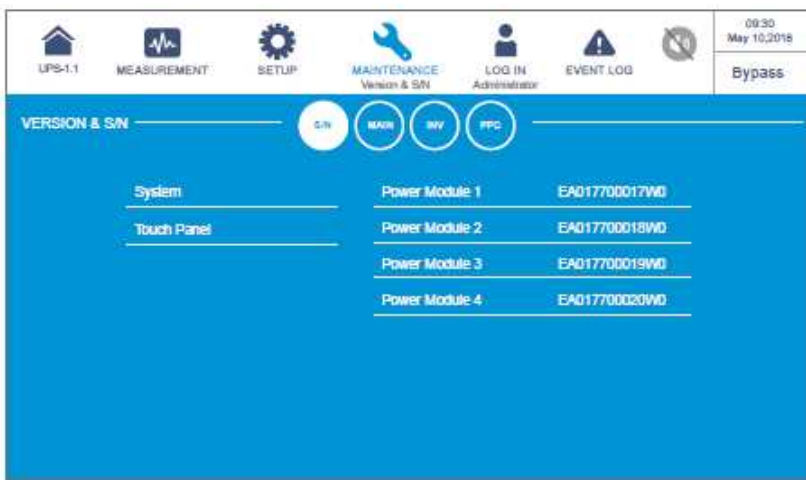 09:30
May 10,2018
UPS-1.1
MEASUREMENT
SETUP
MAINTENANCE
Version & S/N
LOG IN
Administrator
EVENT LOG
Bypass
VERSION & S/N
S/N
MAIN
INV
PFC
System
Power Module 1 EA017700017W0
Touch Panel
Power Module 2 EA017700018W0
Power Module 3 EA017700019W0
Power Module 4 EA017700020W0